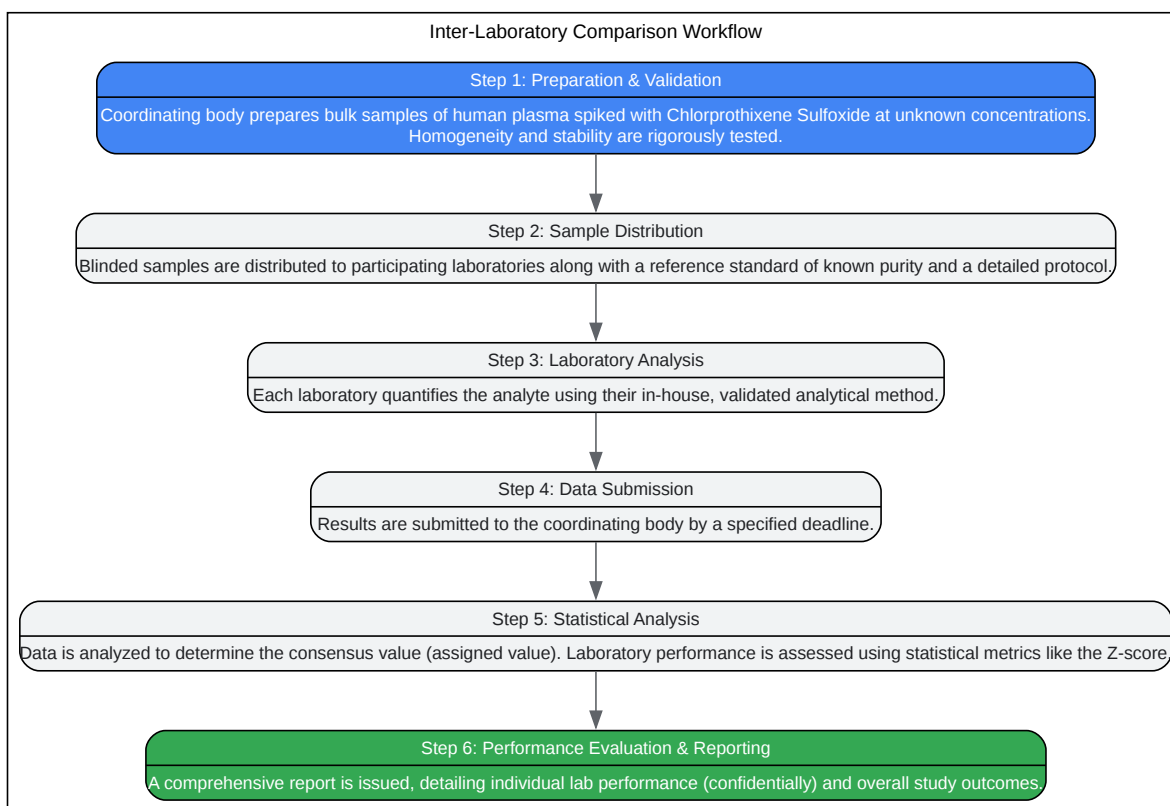 Inter-Laboratory Comparison Workflow
Step 1: Preparation & Validation
Coordinating body prepares bulk samples of human plasma spiked with Chlorprothixene Sulfoxide at unknown concentrations.
Homogeneity and stability are rigorously tested.
Step 2: Sample Distribution
Blinded samples are distributed to participating laboratories along with a reference standard of known purity and a detailed protocol.
Step 3: Laboratory Analysis
Each laboratory quantifies the analyte using their in-house, validated analytical method.
Step 4: Data Submission
Results are submitted to the coordinating body by a specified deadline.
Step 5: Statistical Analysis
Data is analyzed to determine the consensus value (assigned value). Laboratory performance is assessed using statistical metrics like the Z-score.
Step 6: Performance Evaluation & Reporting
A comprehensive report is issued, detailing individual lab performance (confidentially) and overall study outcomes.